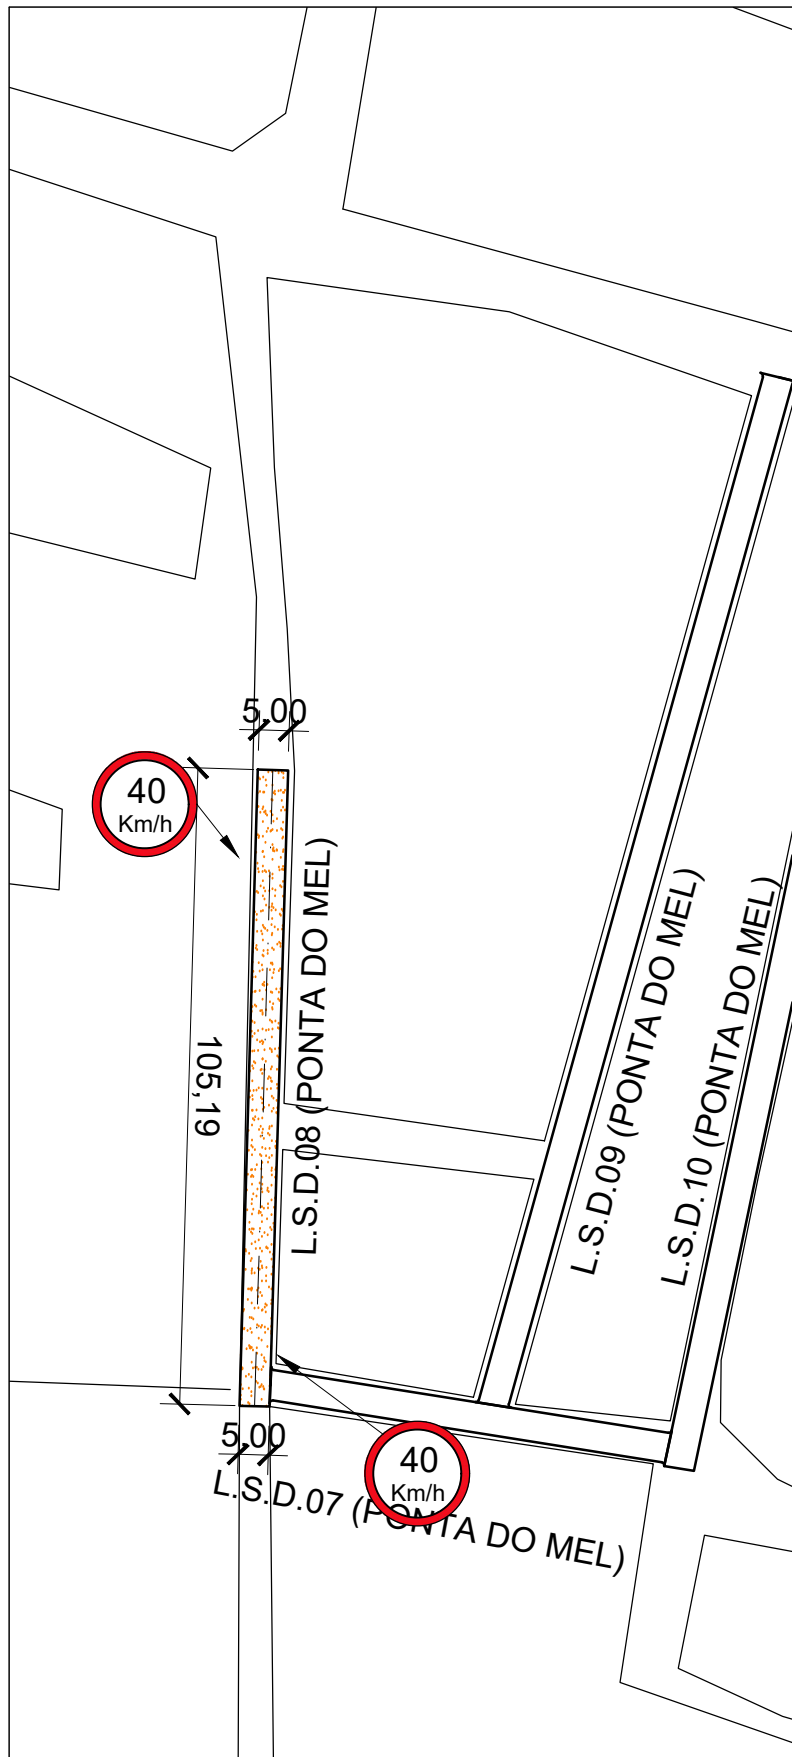 5,00
40
Km/h
L.S.D.08 (PONTA DO MEL)
L.S.D.09 (PONTA DO MEL)
L.S.D.10 (PONTA DO MEL)
105,19
5,00
40
Km/h
L.S.D.07 (PONTA DO MEL)